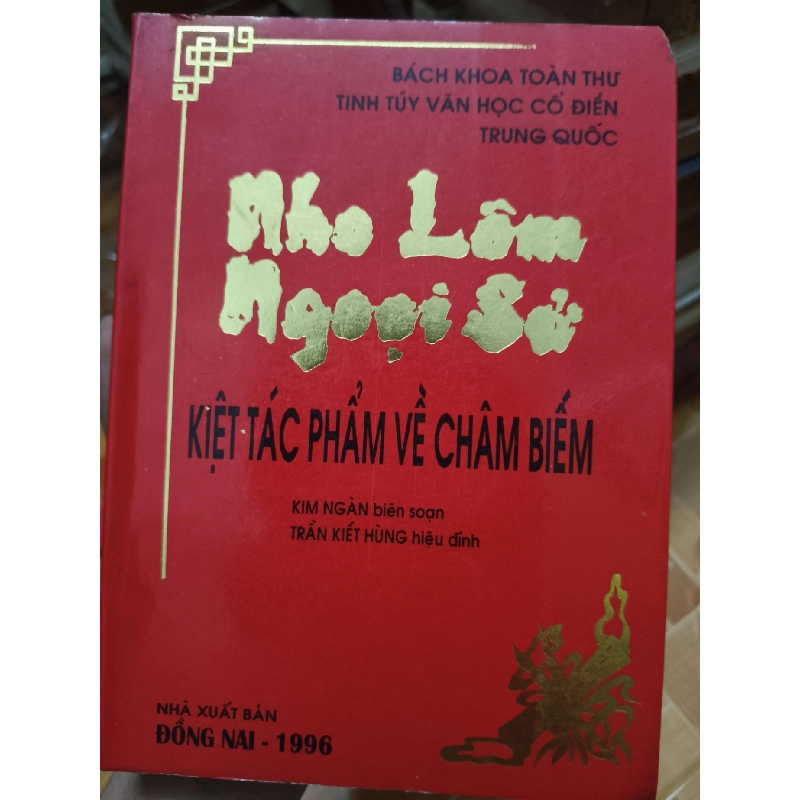 BÁCH KHOA TOÀN THƯ
TINH TÚY VĂN HỌC CỔ ĐIỂN
TRUNG QUỐC
Nho Lâm
Ngoại Sử
KIỆT TÁC PHẨM VỀ CHÂM BIẾM
KIM NGÀN biên soạn
TRẦN KIẾT HÙNG hiệu đính
NHÀ XUẤT BẢN
ĐỒNG NAI - 1996